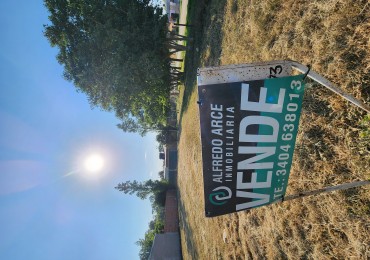 ALFREDO ARCE
INMOBILIARIA
VENDE
TE.: 3404 638013